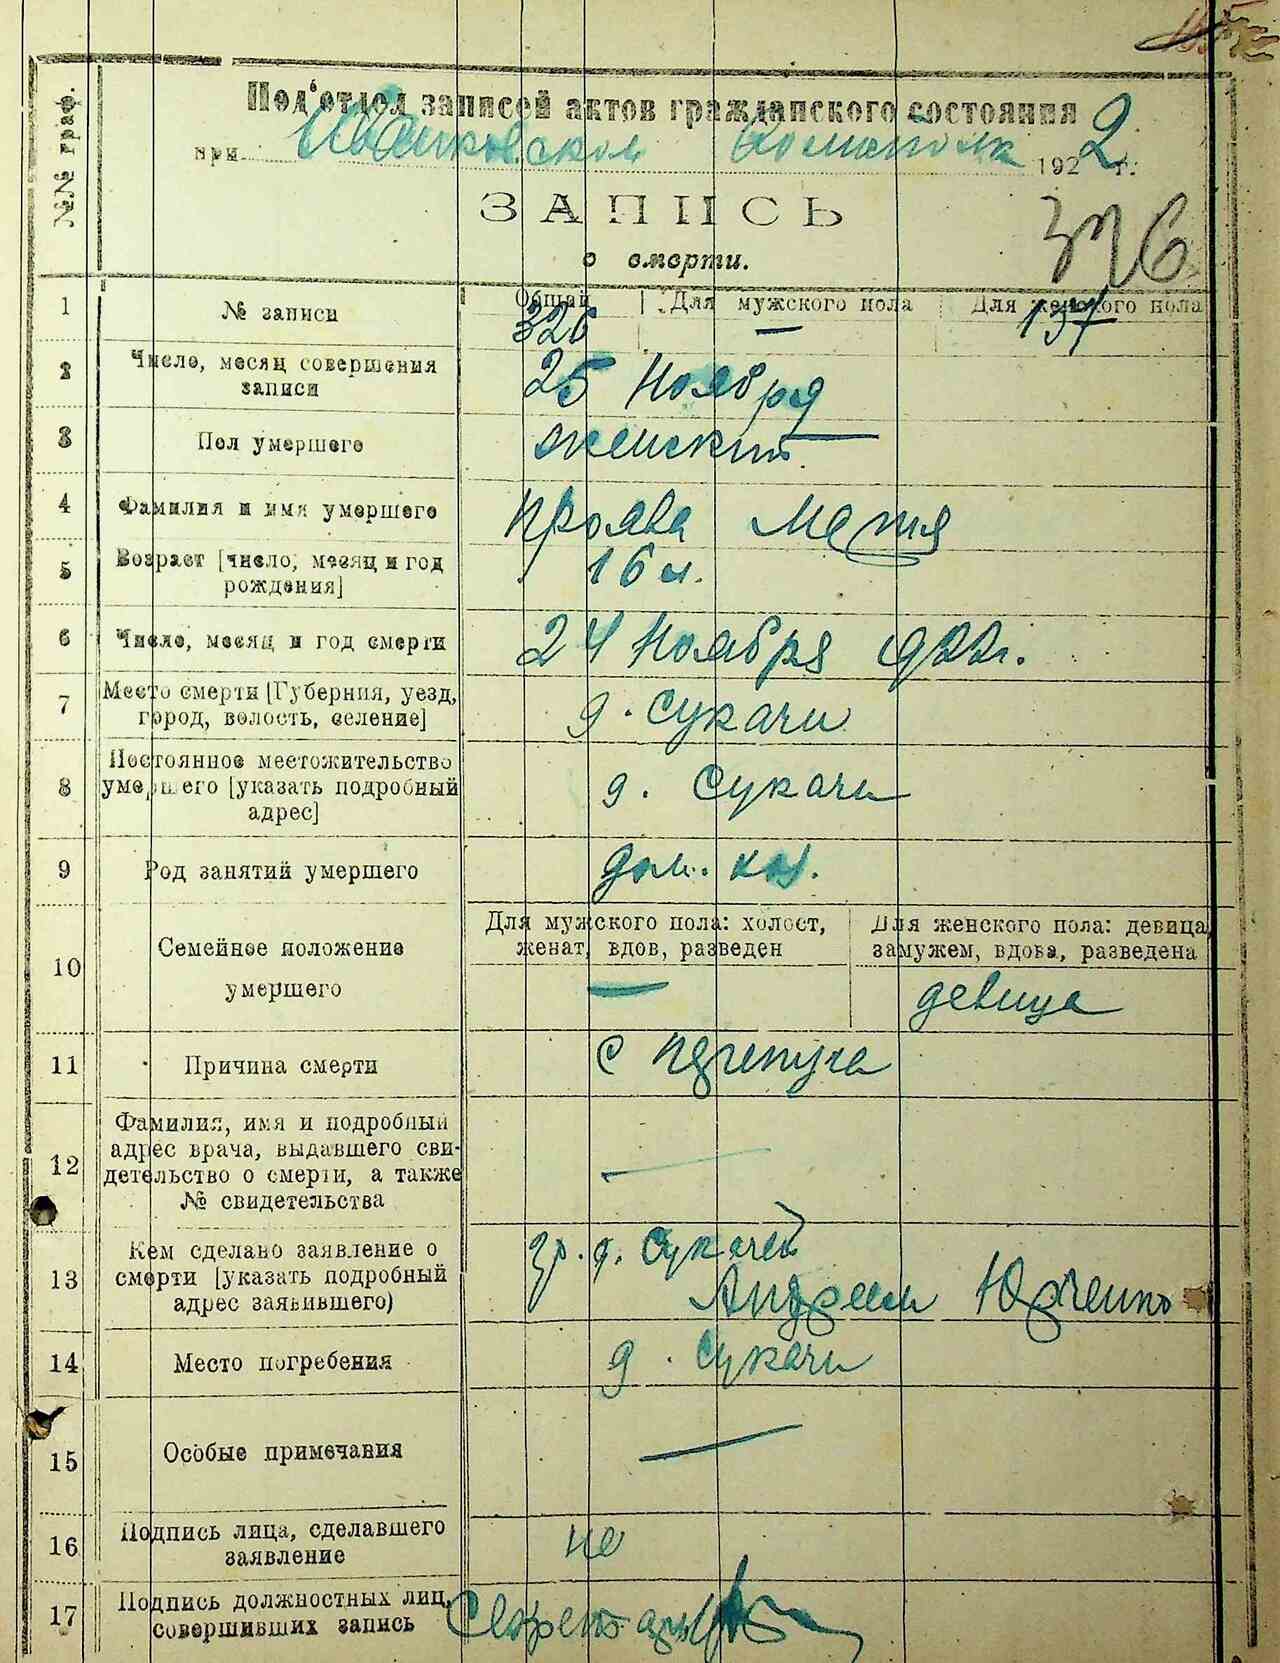 Под'отдел записей актов гражданского состояния
при Иванковском 1922 г.
ЗАПИСЬ
о смерти.
326
№№ граф.
1 № записи Общий Для мужского пола Для женского пола
326 — 137
2 Число, месяц совершения записи 25 Ноября
3 Пол умершего женский
4 Фамилия и имя умершего
5 Возраст [число, месяц и год рождения] 16 л.
6 Число, месяц и год смерти 24 Ноября 922 г.
7 Место смерти [Губерния, уезд, город, волость, селение] д. Сукачи
8 Постоянное местожительство умершего [указать подробный адрес] д. Сукачи
9 Род занятий умершего дом. хоз.
10 Семейное положение умершего
Для мужского пола: холост, женат, вдов, разведен
Для женского пола: девица, замужем, вдова, разведена
— девица
11 Причина смерти с
12 Фамилия, имя и подробный адрес врача, выдавшего свидетельство о смерти, а также № свидетельства —
13 Кем сделано заявление о смерти [указать подробный адрес заявившего) гр. д. Сукачей
Андреем Юрченко
14 Место погребения д. Сукачи
15 Особые примечания —
16 Подпись лица, сделавшего заявление не
17 Подпись должностных лиц, совершивших запись Секретарь